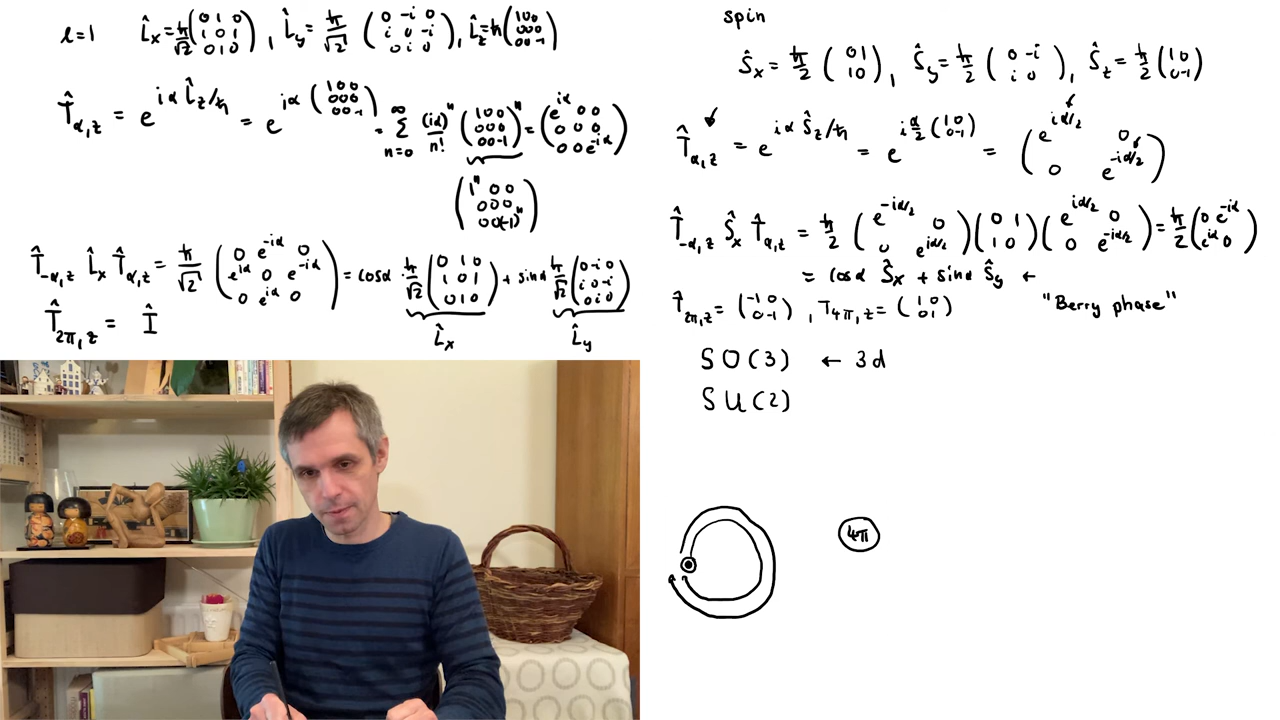 l=1 L̂x = ħ/√2 (0 1 0; 1 0 1; 0 1 0), L̂y = ħ/√2 (0 -i 0; i 0 -i; 0 i 0), L̂z = ħ (1 0 0; 0 0 0; 0 0 -1)
T̂α,z = e^{iα L̂z/ħ} = e^{iα (1 0 0; 0 0 0; 0 0 -1)} = Σ_{n=0}^{∞} (iα)^n/n! (1 0 0; 0 0 0; 0 0 -1)^n = (e^{iα} 0 0; 0 0 0; 0 0 e^{-iα})
(1^n 0 0; 0 0 0; 0 0 (-1)^n)
T̂-α,z L̂x T̂α,z = ħ/√2 (0 e^{-iα} 0; e^{iα} 0 e^{-iα}; 0 e^{iα} 0) = cosα · ħ/√2 (0 1 0; 1 0 1; 0 1 0) + sinα ħ/√2 (0 -i 0; i 0 -i; 0 i 0)
T̂2π,z = Î
L̂x L̂y
spin
Ŝx = ħ/2 (0 1; 1 0), Ŝy = ħ/2 (0 -i; i 0), Ŝz = ħ/2 (1 0; 0 -1)
T̂α,z = e^{iα Ŝz/ħ} = e^{i α/2 (1 0; 0 -1)} = (e^{iα/2} 0; 0 e^{-iα/2})
T̂-α,z Ŝx T̂α,z = ħ/2 (e^{-iα/2} 0; 0 e^{iα/2}) (0 1; 1 0) (e^{iα/2} 0; 0 e^{-iα/2}) = ħ/2 (0 e^{-iα}; e^{iα} 0)
= cosα Ŝx + sinα Ŝy ←
T̂2π,z = (-1 0; 0 -1), T4π,z = (1 0; 0 1) "Berry phase"
SO(3) ← 3d
SU(2)
4π